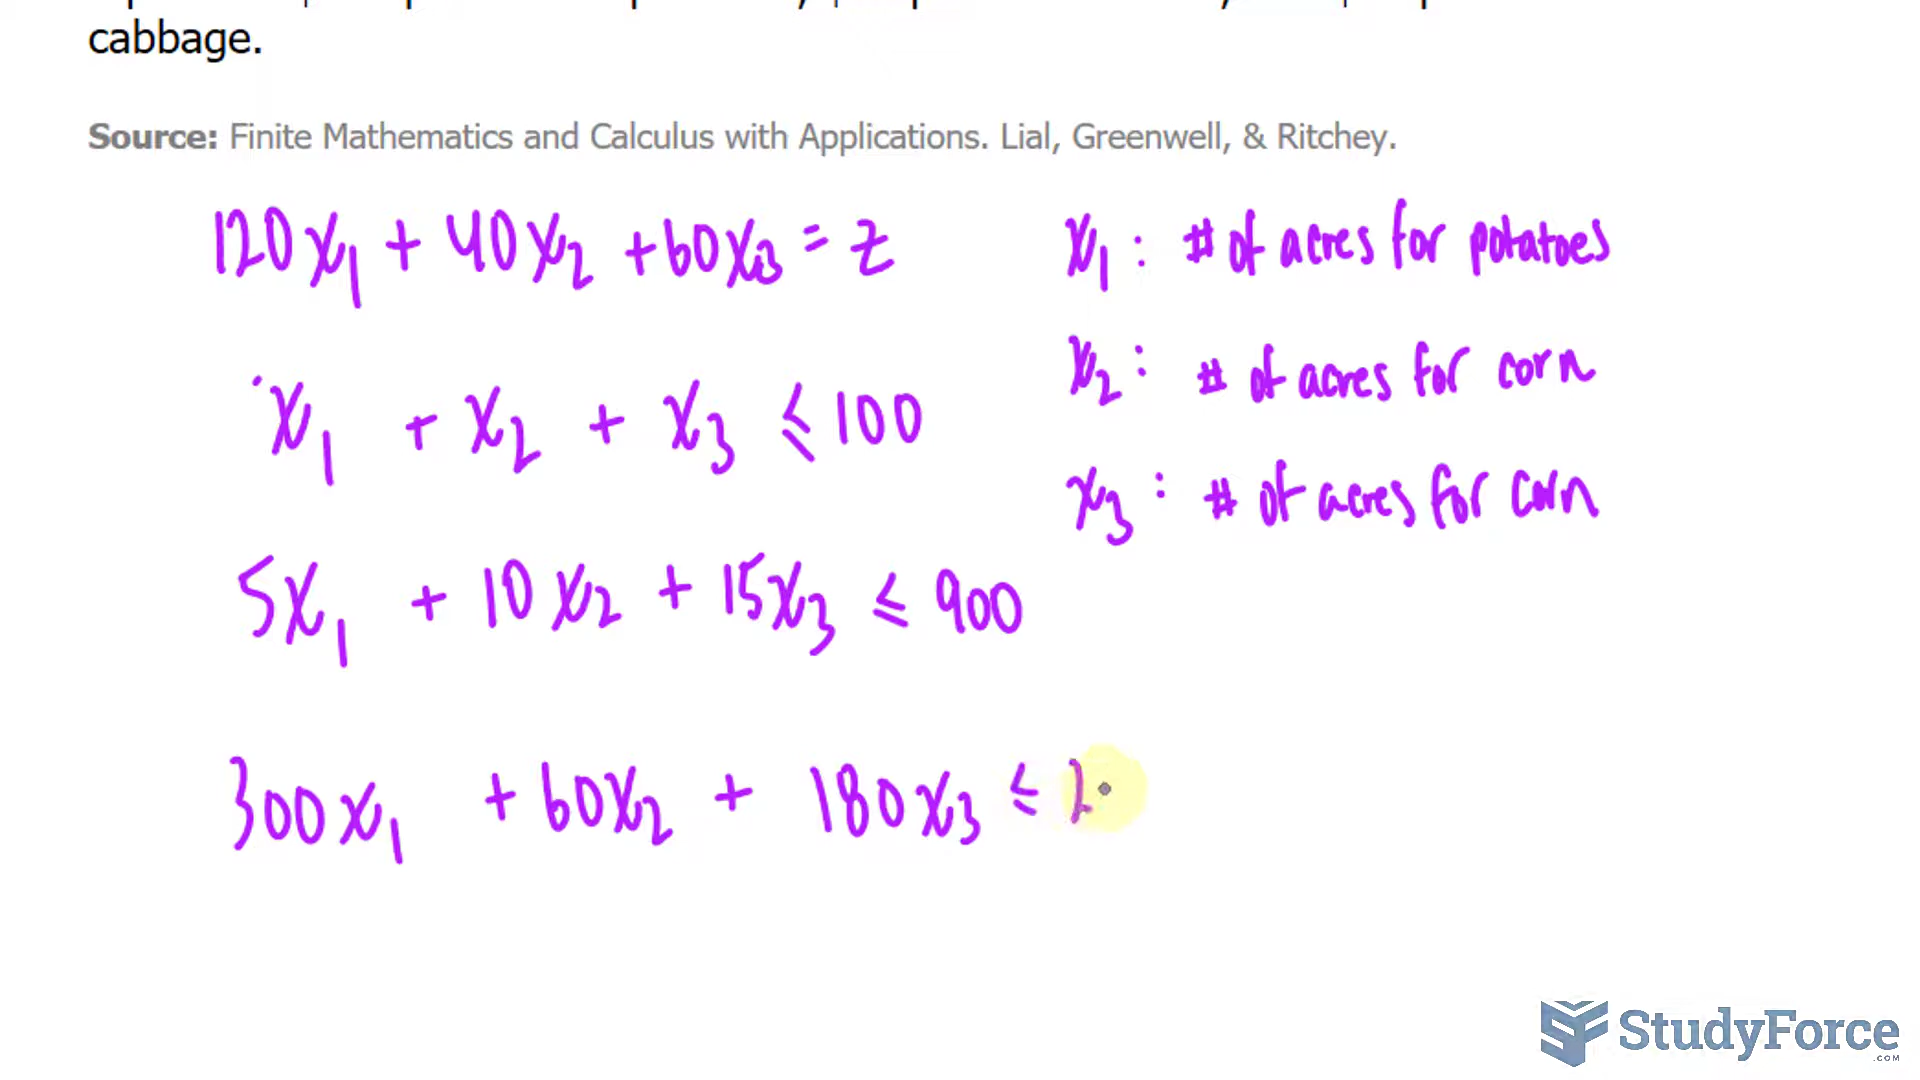 cabbage.
Source: Finite Mathematics and Calculus with Applications. Lial, Greenwell, & Ritchey.
120x₁ + 40x₂ + 60x₃ = z
x₁ : # of acres for potatoes
x₁ + x₂ + x₃ ≤ 100
x₂ : # of acres for corn
x₃ : # of acres for corn
5x₁ + 10x₂ + 15x₃ ≤ 900
300x₁ + 60x₂ + 180x₃ ≤
StudyForce
.COM